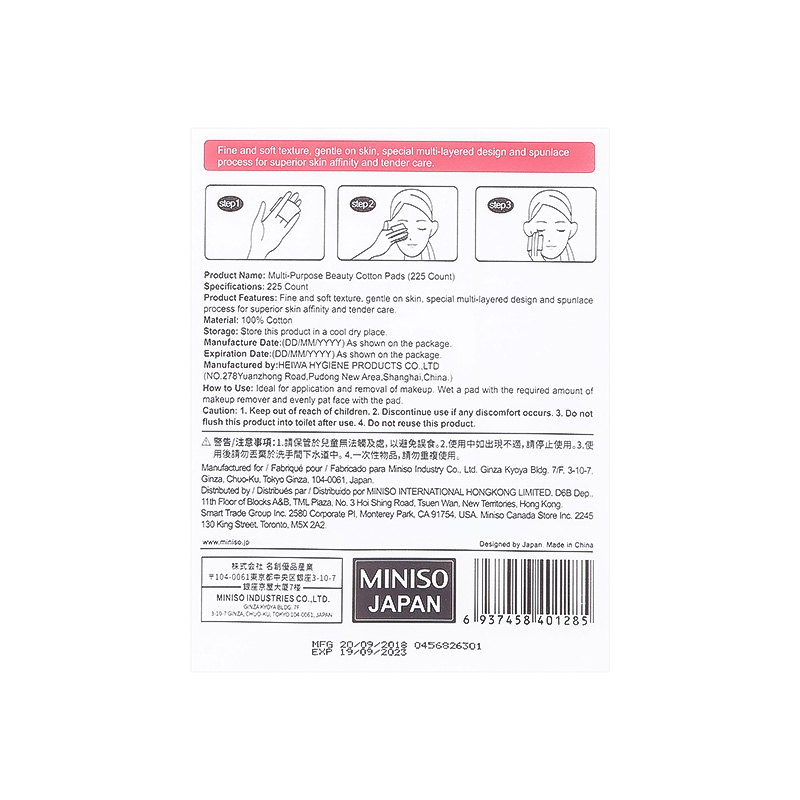 Fine and soft texture, gentle on skin, special multi-layered design and spunlace
process for superior skin affinity and tender care.
step1
step2
step3
Product Name: Multi-Purpose Beauty Cotton Pads (225 Count)
Specifications: 225 Count
Product Features: Fine and soft texture, gentle on skin, special multi-layered design and spunlace
process for superior skin affinity and tender care.
Material: 100% Cotton
Storage: Store this product in a cool dry place.
Manufacture Date:(DD/MM/YYYY) As shown on the package.
Expiration Date:(DD/MM/YYYY) As shown on the package.
Manufactured by:HEIWA HYGIENE PRODUCTS CO.,LTD
(NO.278Yuanzhong Road,Pudong New Area,Shanghai,China.)
How to Use: Ideal for application and removal of makeup. Wet a pad with the required amount of
makeup remover and evenly pat face with the pad.
Caution: 1. Keep out of reach of children. 2. Discontinue use if any discomfort occurs. 3. Do not
flush this product into toilet after use. 4. Do not reuse this product.
⚠ 警告/注意事項:1.請保管於兒童無法觸及處,以避免誤食。2.使用中如出現不適,請停止使用。3.使
用後請勿丟棄於洗手間下水道中。4.一次性物品,請勿重複使用。
Manufactured for / Fabriqué pour / Fabricado para Miniso Industry Co., Ltd. Ginza Kyoya Bldg. 7/F, 3-10-7.
Ginza, Chuo-Ku, Tokyo Ginza, 104-0061, Japan.
Distributed by / Distribués par / Distribuido por MINISO INTERNATIONAL HONGKONG LIMITED. D6B Dep.,
11th Floor of Blocks A&B, TML Plaza, No. 3 Hoi Shing Road, Tsuen Wan, New Territories, Hong Kong.
Smart Trade Group Inc. 2580 Corporate Pl, Monterey Park, CA 91754, USA. Miniso Canada Store Inc. 2245
130 King Street, Toronto, M5X 2A2
www.miniso.jp
Designed by Japan. Made in China
株式会社 名創優品産業
〒104-0061東京都中央区銀座3-10-7
銀座京屋大厦7楼
MINISO INDUSTRIES CO.,LTD.
GINZA KYOYA BLDG. 7F
3-10-7 GINZA, CHUO-KU, TOKYO 104-0061, JAPAN
MINISO
JAPAN
6 937458 401285
MFG 20/09/2018 0456826301
EXP 19/09/2023